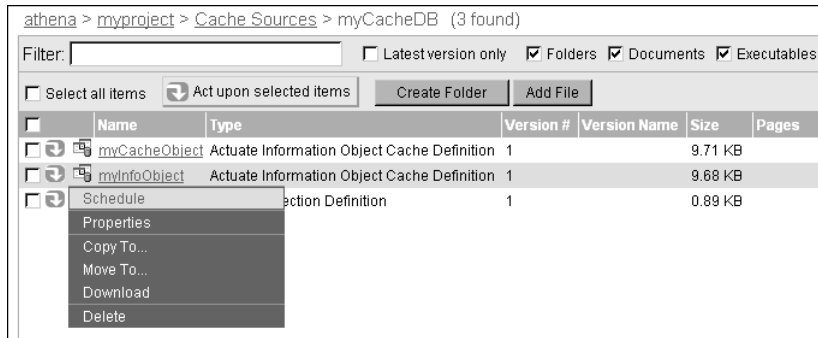 athena > myproject > Cache Sources > myCacheDB (3 found)
Filter: Latest version only Folders Documents Executables
Select all items Act upon selected items Create Folder Add File
Name Type Version # Version Name Size Pages
myCacheObject Actuate Information Object Cache Definition 1 9.71 KB
myInfoObject Actuate Information Object Cache Definition 1 9.68 KB
Schedule ection Definition 1 0.89 KB
Properties
Copy To...
Move To...
Download
Delete